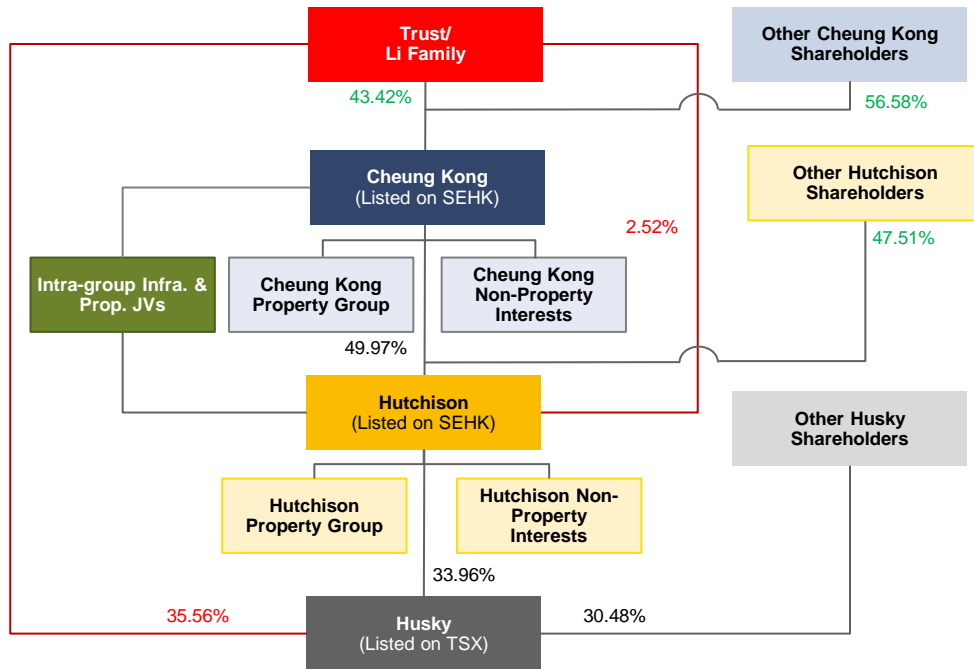 Trust/
Li Family
Other Cheung Kong
Shareholders
43.42%
56.58%
Cheung Kong
(Listed on SEHK)
Other Hutchison
Shareholders
2.52%
47.51%
Intra-group Infra. &
Prop. JVs
Cheung Kong
Property Group
Cheung Kong
Non-Property
Interests
49.97%
Hutchison
(Listed on SEHK)
Other Husky
Shareholders
Hutchison
Property Group
Hutchison Non-
Property
Interests
33.96%
35.56%
Husky
(Listed on TSX)
30.48%